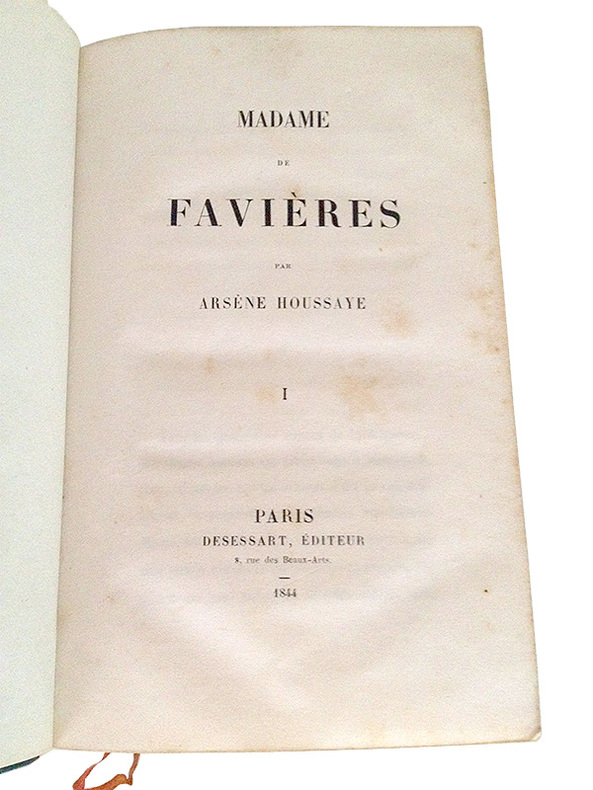 MADAME
DE
FAVIÈRES
PAR
ARSÈNE HOUSSAYE
I
PARIS
DESESSART, ÉDITEUR
8, rue des Beaux-Arts.
—
1844